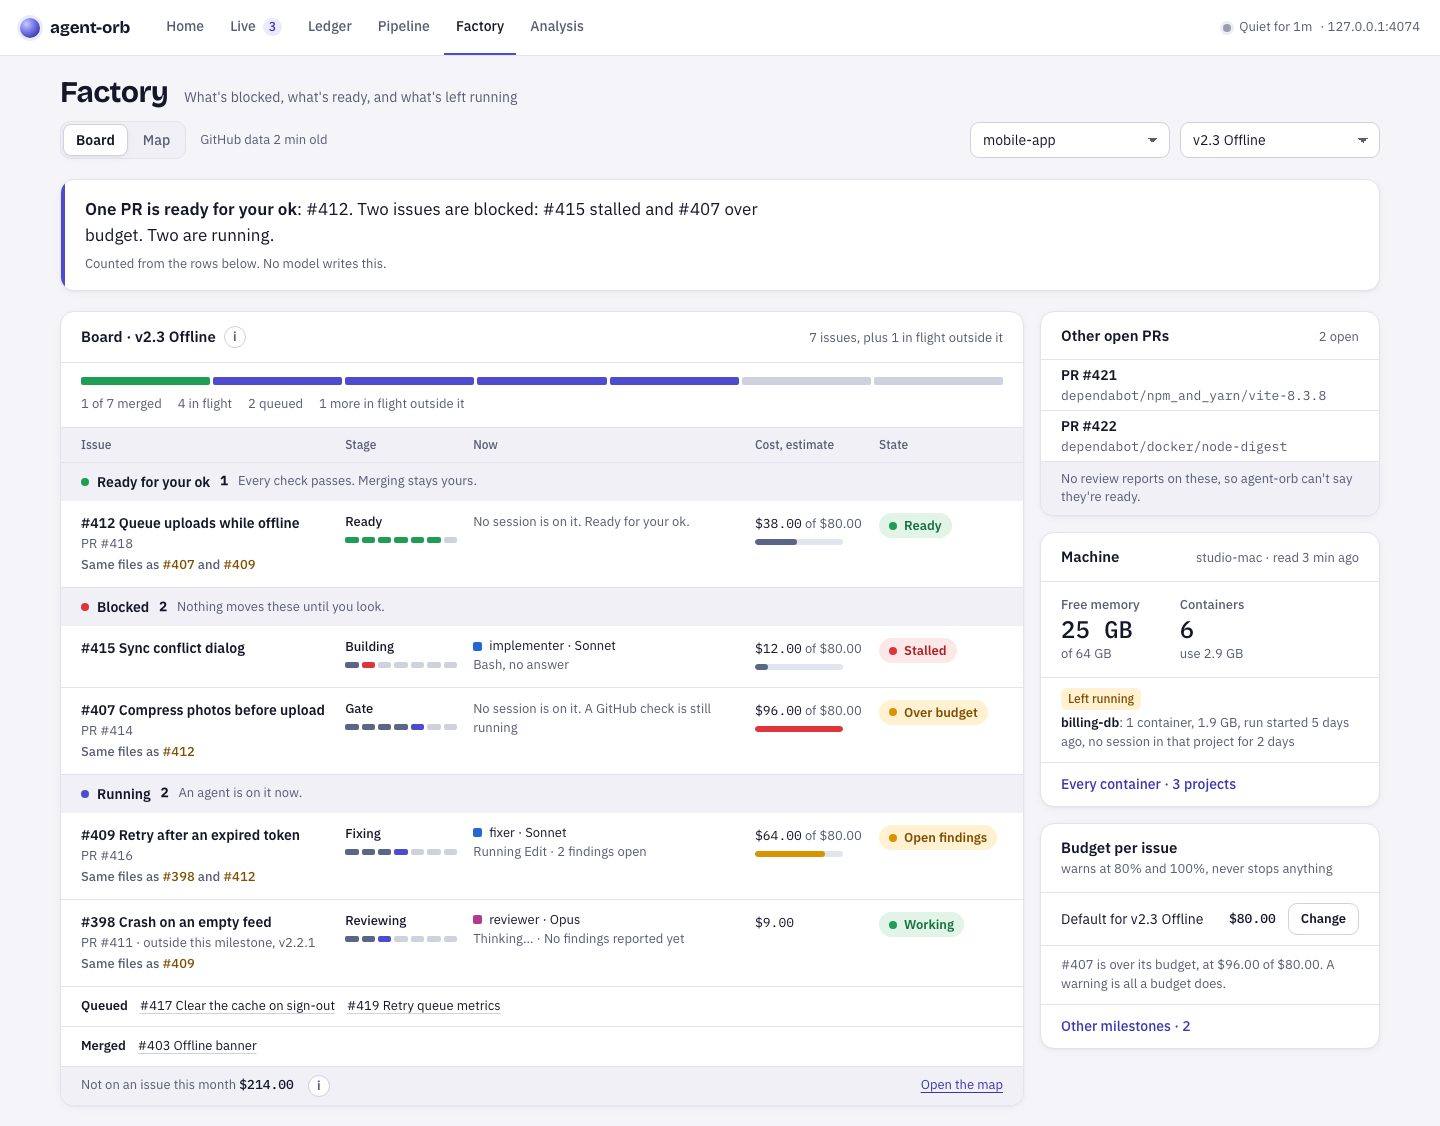 agent-orb
Home
Live 3
Ledger
Pipeline
Factory
Analysis
Quiet for 1m · 127.0.0.1:4074
Factory
What's blocked, what's ready, and what's left running
Board
Map
GitHub data 2 min old
mobile-app
v2.3 Offline
One PR is ready for your ok: #412. Two issues are blocked: #415 stalled and #407 over
budget. Two are running.
Counted from the rows below. No model writes this.
Board · v2.3 Offline i
7 issues, plus 1 in flight outside it
1 of 7 merged 4 in flight 2 queued 1 more in flight outside it
Issue Stage Now Cost, estimate State
Ready for your ok 1 Every check passes. Merging stays yours.
#412 Queue uploads while offline
PR #418
Same files as #407 and #409
Ready
No session is on it. Ready for your ok.
$38.00 of $80.00
Ready
Blocked 2 Nothing moves these until you look.
#415 Sync conflict dialog
Building
implementer · Sonnet
Bash, no answer
$12.00 of $80.00
Stalled
#407 Compress photos before upload
PR #414
Same files as #412
Gate
No session is on it. A GitHub check is still
running
$96.00 of $80.00
Over budget
Running 2 An agent is on it now.
#409 Retry after an expired token
PR #416
Same files as #398 and #412
Fixing
fixer · Sonnet
Running Edit · 2 findings open
$64.00 of $80.00
Open findings
#398 Crash on an empty feed
PR #411 · outside this milestone, v2.2.1
Same files as #409
Reviewing
reviewer · Opus
Thinking… · No findings reported yet
$9.00
Working
Queued #417 Clear the cache on sign-out #419 Retry queue metrics
Merged #403 Offline banner
Not on an issue this month $214.00 i
Open the map
Other open PRs
2 open
PR #421
dependabot/npm_and_yarn/vite-8.3.8
PR #422
dependabot/docker/node-digest
No review reports on these, so agent-orb can't say
they're ready.
Machine
studio-mac · read 3 min ago
Free memory
25 GB
of 64 GB
Containers
6
use 2.9 GB
Left running
billing-db: 1 container, 1.9 GB, run started 5 days
ago, no session in that project for 2 days
Every container · 3 projects
Budget per issue
warns at 80% and 100%, never stops anything
Default for v2.3 Offline $80.00 Change
#407 is over its budget, at $96.00 of $80.00. A
warning is all a budget does.
Other milestones · 2